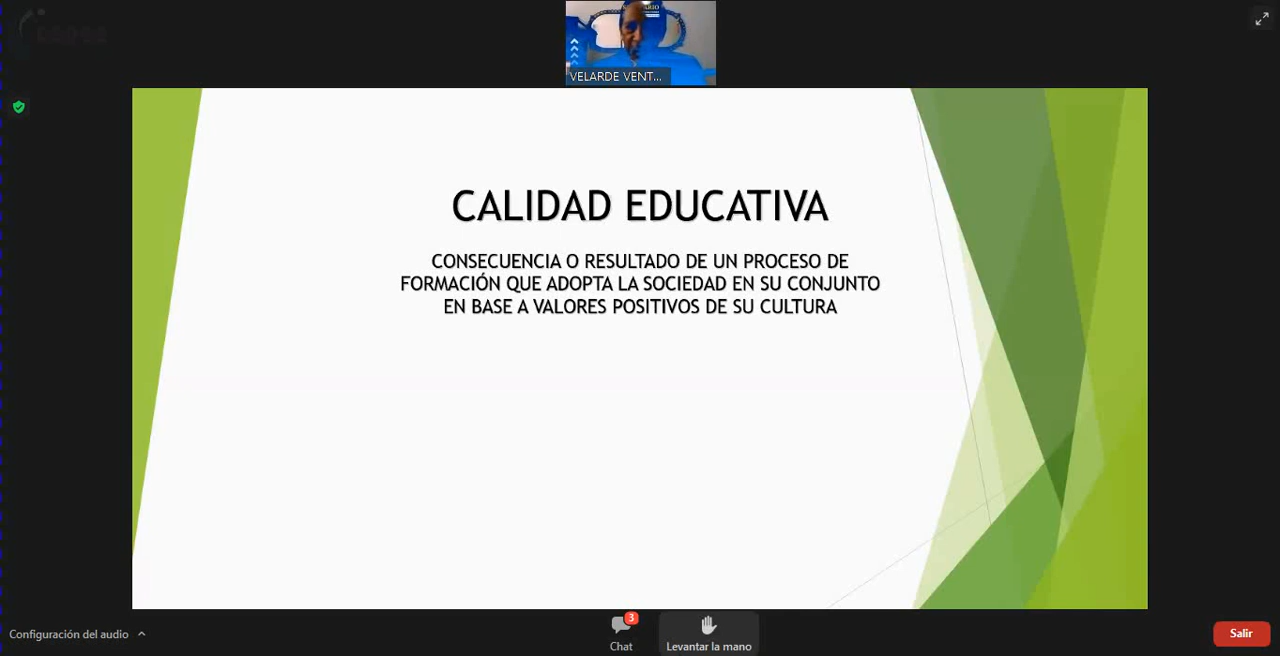 VELARDE VENT...
CALIDAD EDUCATIVA
CONSECUENCIA O RESULTADO DE UN PROCESO DE
FORMACIÓN QUE ADOPTA LA SOCIEDAD EN SU CONJUNTO
EN BASE A VALORES POSITIVOS DE SU CULTURA
Configuración del audio
3
Chat
Levantar la mano
Salir